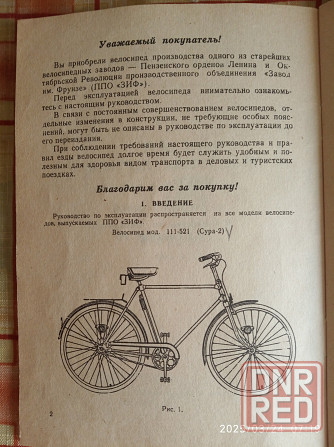 Уважаемый покупатель!
Вы приобрели велосипед производства одного из старейших
велосипедных заводов — Пензенского орденов Ленина и Ок-
тябрьской Революции производственного объединения «Завод
им. Фрунзе» (ППО «ЗИФ»).
Перед эксплуатацией велосипеда внимательно ознакомь-
тесь с настоящим руководством.
В связи с постоянным совершенствованием велосипедов, от-
дельные изменения в конструкции, не требующие особых пояс-
нений, могут быть не описаны в руководстве по эксплуатации до
его переиздания.
При соблюдении требований настоящего руководства и пра-
вил езды велосипед долгое время будет служить удобным и по-
лезным для здоровья видом транспорта в деловых и туристских
поездках.
Благодарим вас за покупку!
1. ВВЕДЕНИЕ
Руководство по эксплуатации распространяется на все модели велосипе-
дов, выпускаемых ППО «ЗИФ».
Велосипед мод. 111-521 (Сура-2)
Рис. 1.
2
DNR
RED